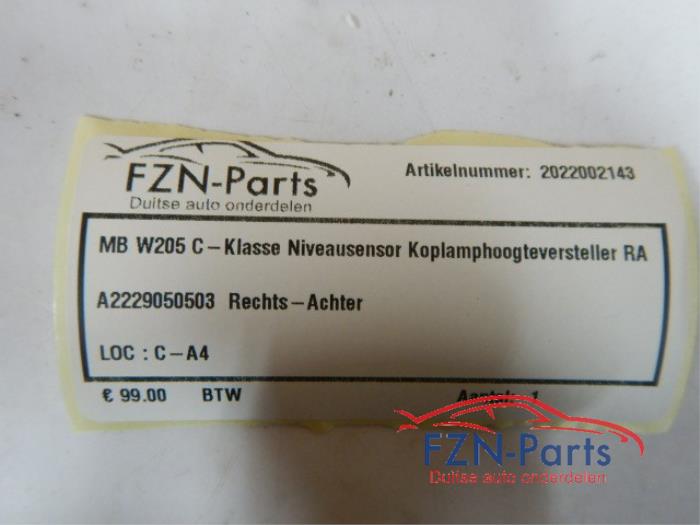 FZN-Parts
Duitse auto onderdelen
Artikelnummer: 2022002143
MB W205 C-Klasse Niveausensor Koplamphoogteversteller RA
A2229050503 Rechts-Achter
LOC : C-A4
€ 99.00 BTW
1
FZN-Parts
Duitse auto onderdelen